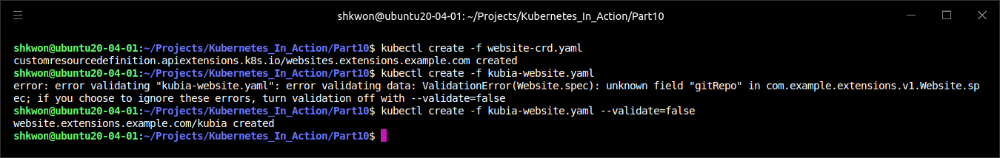 shkwon@ubuntu20-04-01: ~/Projects/Kubernetes_In_Action/Part10
shkwon@ubuntu20-04-01:~/Projects/Kubernetes_In_Action/Part10$ kubectl create -f website-crd.yaml
customresourcedefinition.apiextensions.k8s.io/websites.extensions.example.com created
shkwon@ubuntu20-04-01:~/Projects/Kubernetes_In_Action/Part10$ kubectl create -f kubia-website.yaml
error: error validating "kubia-website.yaml": error validating data: ValidationError(Website.spec): unknown field "gitRepo" in com.example.extensions.v1.Website.sp
ec; if you choose to ignore these errors, turn validation off with --validate=false
shkwon@ubuntu20-04-01:~/Projects/Kubernetes_In_Action/Part10$ kubectl create -f kubia-website.yaml --validate=false
website.extensions.example.com/kubia created
shkwon@ubuntu20-04-01:~/Projects/Kubernetes_In_Action/Part10$